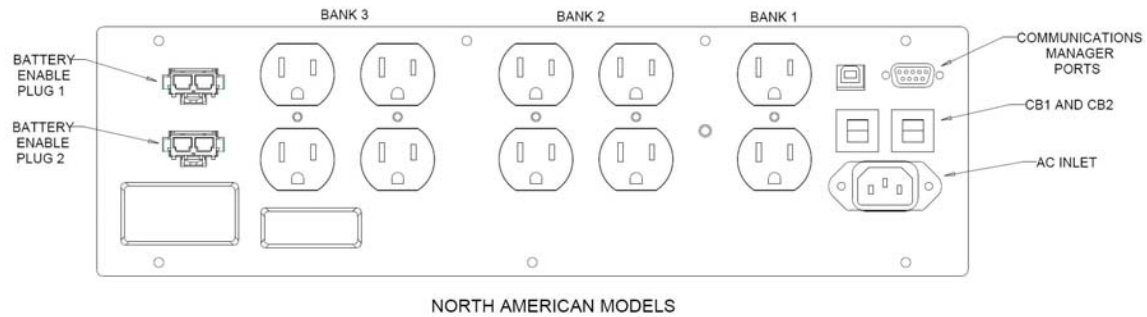 BANK 3
BANK 2
BANK 1
BATTERY
ENABLE
PLUG 1
BATTERY
ENABLE
PLUG 2
COMMUNICATIONS
MANAGER
PORTS
CB1 AND CB2
AC INLET
NORTH AMERICAN MODELS